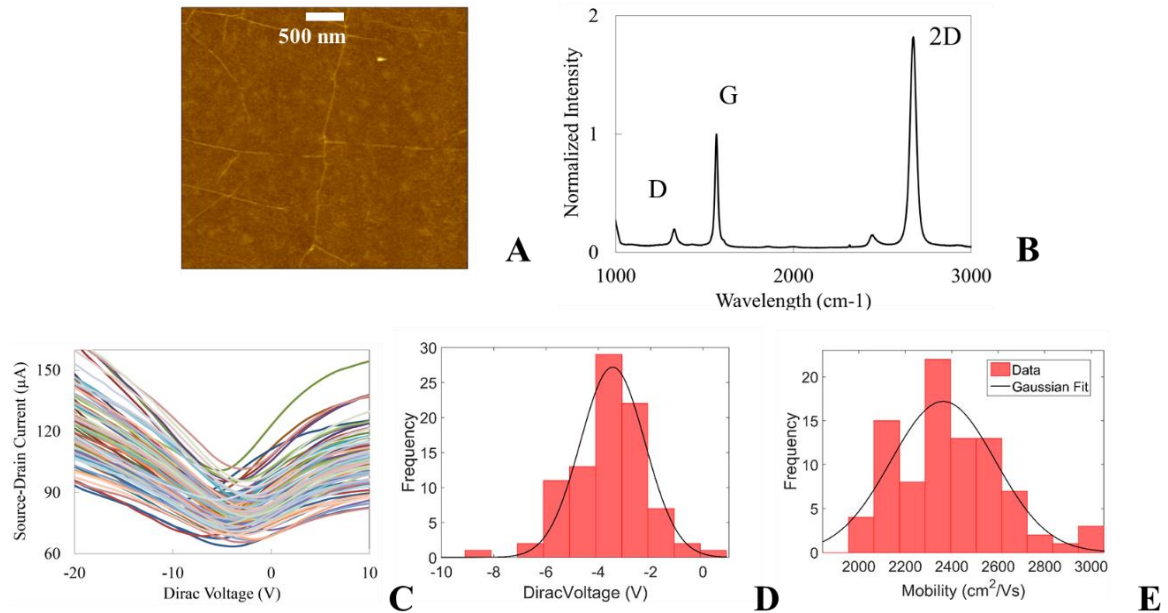 500 nm
A
Normalized Intensity
2
1
0
D
G
2D
1000
2000
3000
Wavelength (cm-1)
B
Source-Drain Current (µA)
150
120
90
60
-20
-10
0
10
Dirac Voltage (V)
C
Frequency
30
25
20
15
10
5
0
-10
-8
-6
-4
-2
0
DiracVoltage (V)
D
Frequency
20
15
10
5
0
Data
Gaussian Fit
2000
2200
2400
2600
2800
3000
Mobility (cm²/Vs)
E